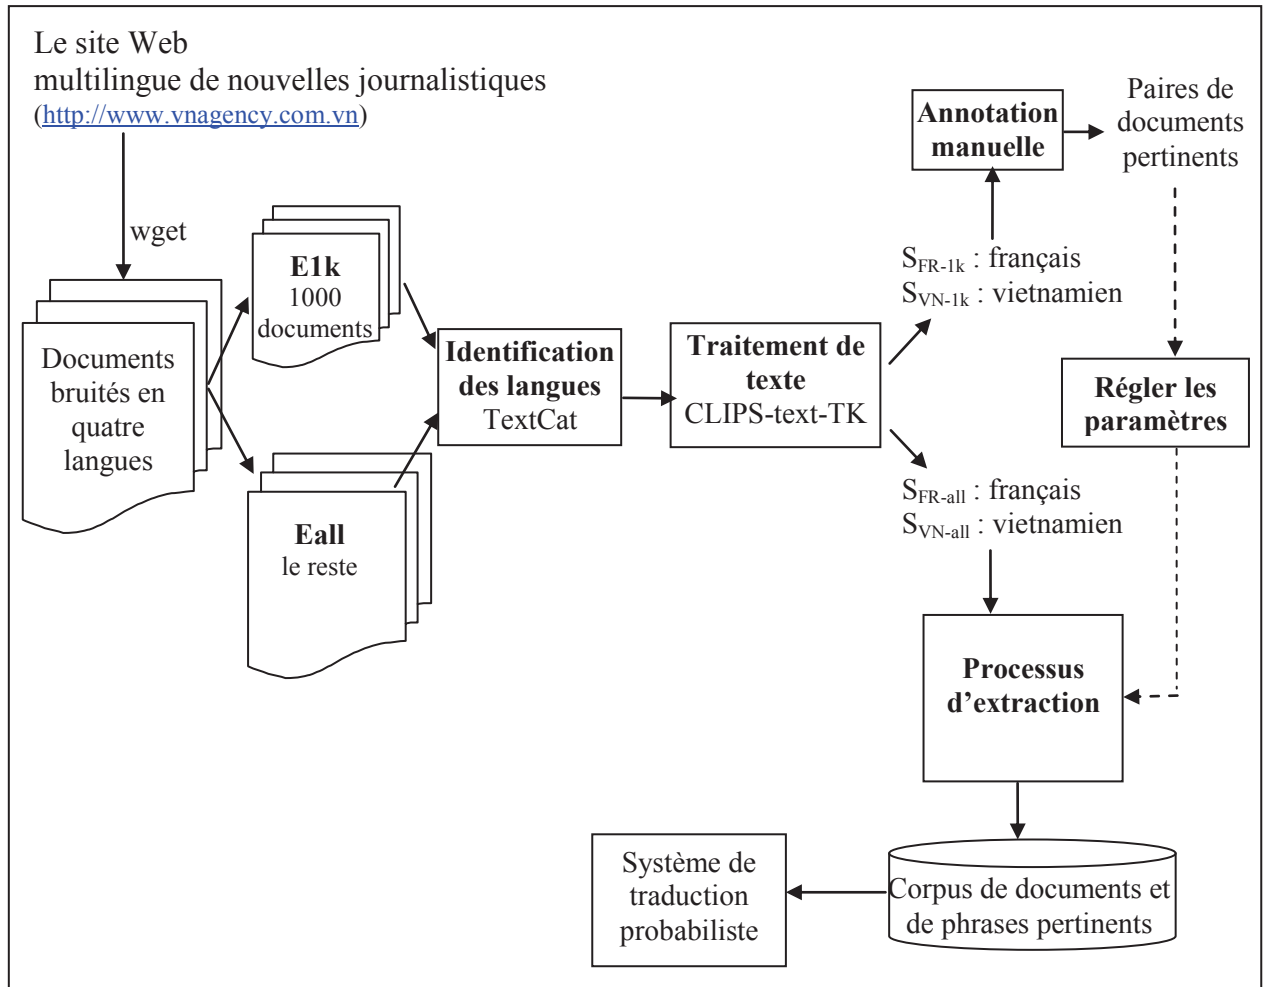 Le site Web
multilingue de nouvelles journalistiques
(http://www.vnagency.com.vn)
wget
Documents
bruités en
quatre
langues
E1k
1000
documents
Eall
le reste
Identification
des langues
TextCat
Traitement de
texte
CLIPS-text-TK
Annotation
manuelle
Paires de
documents
pertinents
SFR-1k : français
SVN-1k : vietnamien
Régler les
paramètres
SFR-all : français
SVN-all : vietnamien
Processus
d’extraction
Corpus de documents et
de phrases pertinents
Système de
traduction
probabiliste